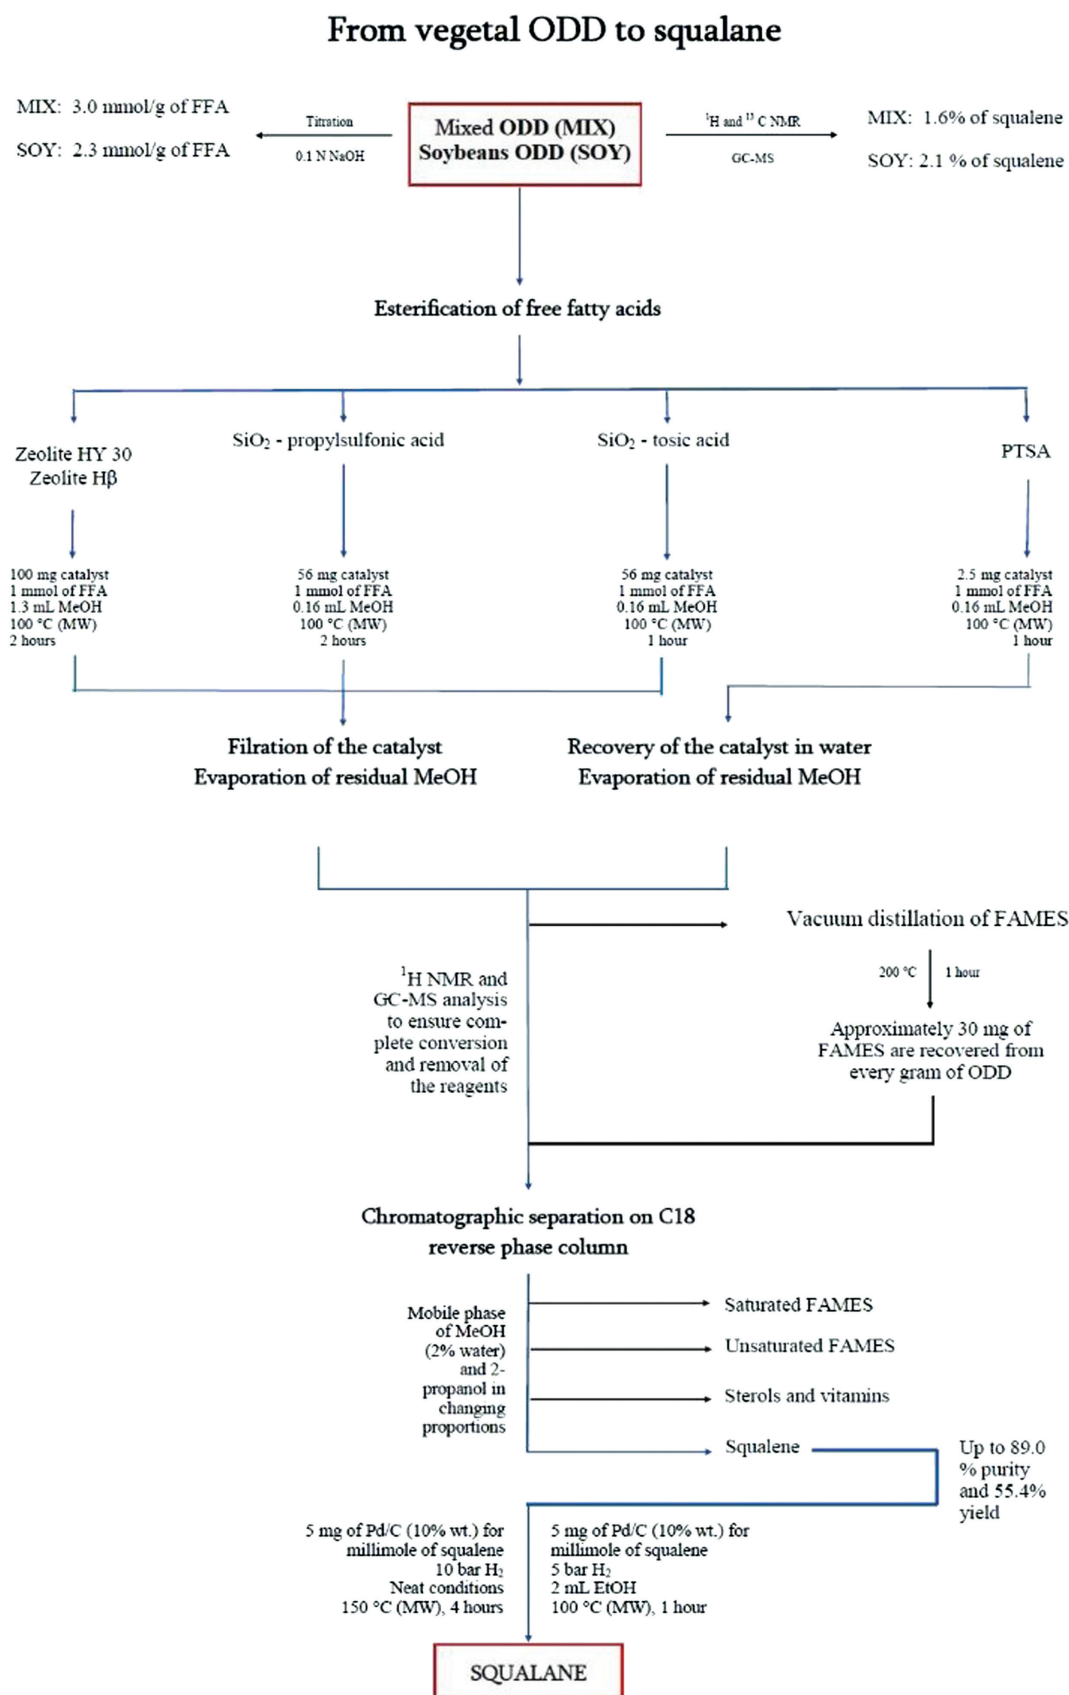 From vegetal ODD to squalane
MIX: 3.0 mmol/g of FFA
SOY: 2.3 mmol/g of FFA
Titration
0.1 N NaOH
Mixed ODD (MIX)
Soybeans ODD (SOY)
¹H and ¹³ C NMR
GC-MS
MIX: 1.6% of squalene
SOY: 2.1 % of squalene
Esterification of free fatty acids
Zeolite HY 30
Zeolite Hβ
SiO₂ - propylsulfonic acid
SiO₂ - tosic acid
PTSA
100 mg catalyst
1 mmol of FFA
1.3 mL MeOH
100 °C (MW)
2 hours
56 mg catalyst
1 mmol of FFA
0.16 mL MeOH
100 °C (MW)
2 hours
56 mg catalyst
1 mmol of FFA
0.16 mL MeOH
100 °C (MW)
1 hour
2.5 mg catalyst
1 mmol of FFA
0.16 mL MeOH
100 °C (MW)
1 hour
Filration of the catalyst
Evaporation of residual MeOH
Recovery of the catalyst in water
Evaporation of residual MeOH
Vacuum distillation of FAMES
200 °C
1 hour
Approximately 30 mg of
FAMES are recovered from
every gram of ODD
¹H NMR and
GC-MS analysis
to ensure com-
plete conversion
and removal of
the reagents
Chromatographic separation on C18
reverse phase column
Mobile phase
of MeOH
(2% water)
and 2-
propanol in
changing
proportions
Saturated FAMES
Unsaturated FAMES
Sterols and vitamins
Squalene
Up to 89.0
% purity
and 55.4%
yield
5 mg of Pd/C (10% wt.) for
millimole of squalene
10 bar H₂
Neat conditions
150 °C (MW), 4 hours
5 mg of Pd/C (10% wt.) for
millimole of squalene
5 bar H₂
2 mL EtOH
100 °C (MW), 1 hour
SQUALANE